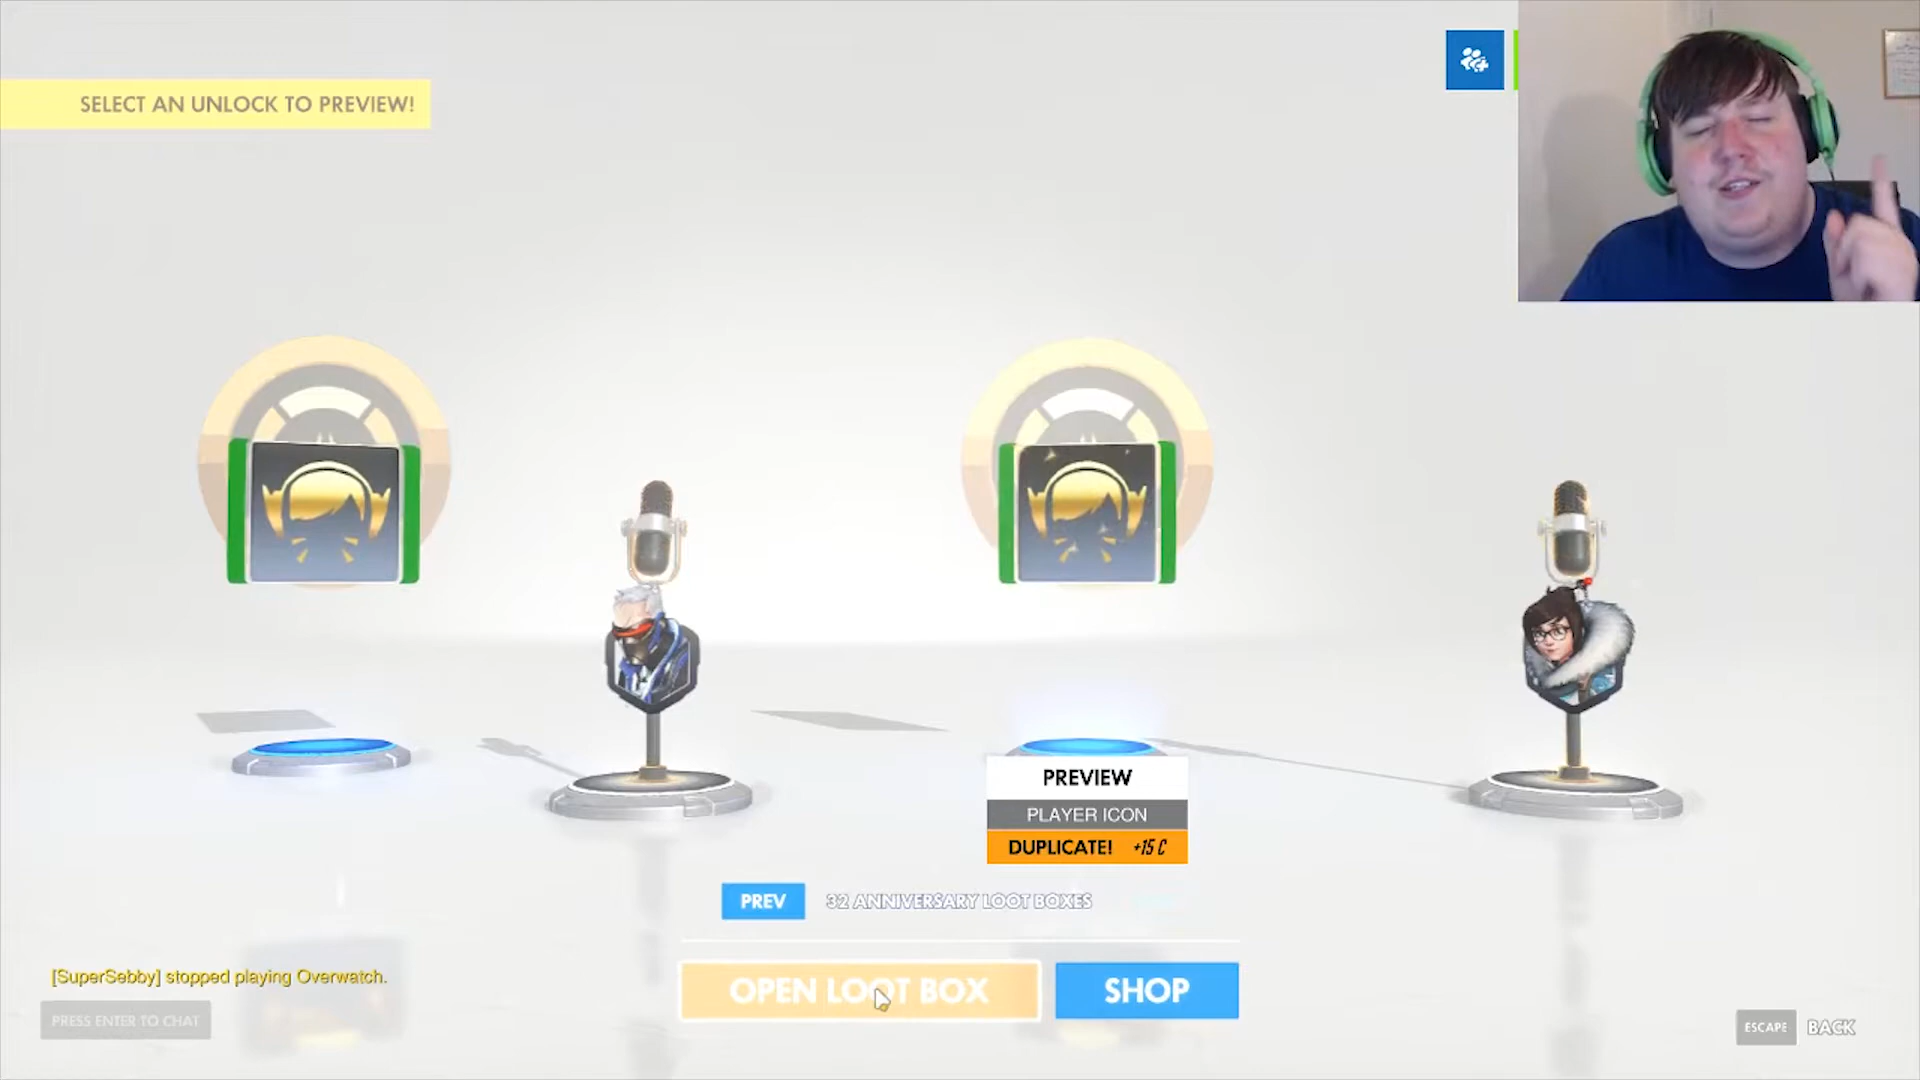 SELECT AN UNLOCK TO PREVIEW!
PREVIEW
PLAYER ICON
DUPLICATE! +15 C
PREV 32 ANNIVERSARY LOOT BOXES
[SuperSebby] stopped playing Overwatch.
OPEN LOOT BOX SHOP
PRESS ENTER TO CHAT
ESCAPE BACK